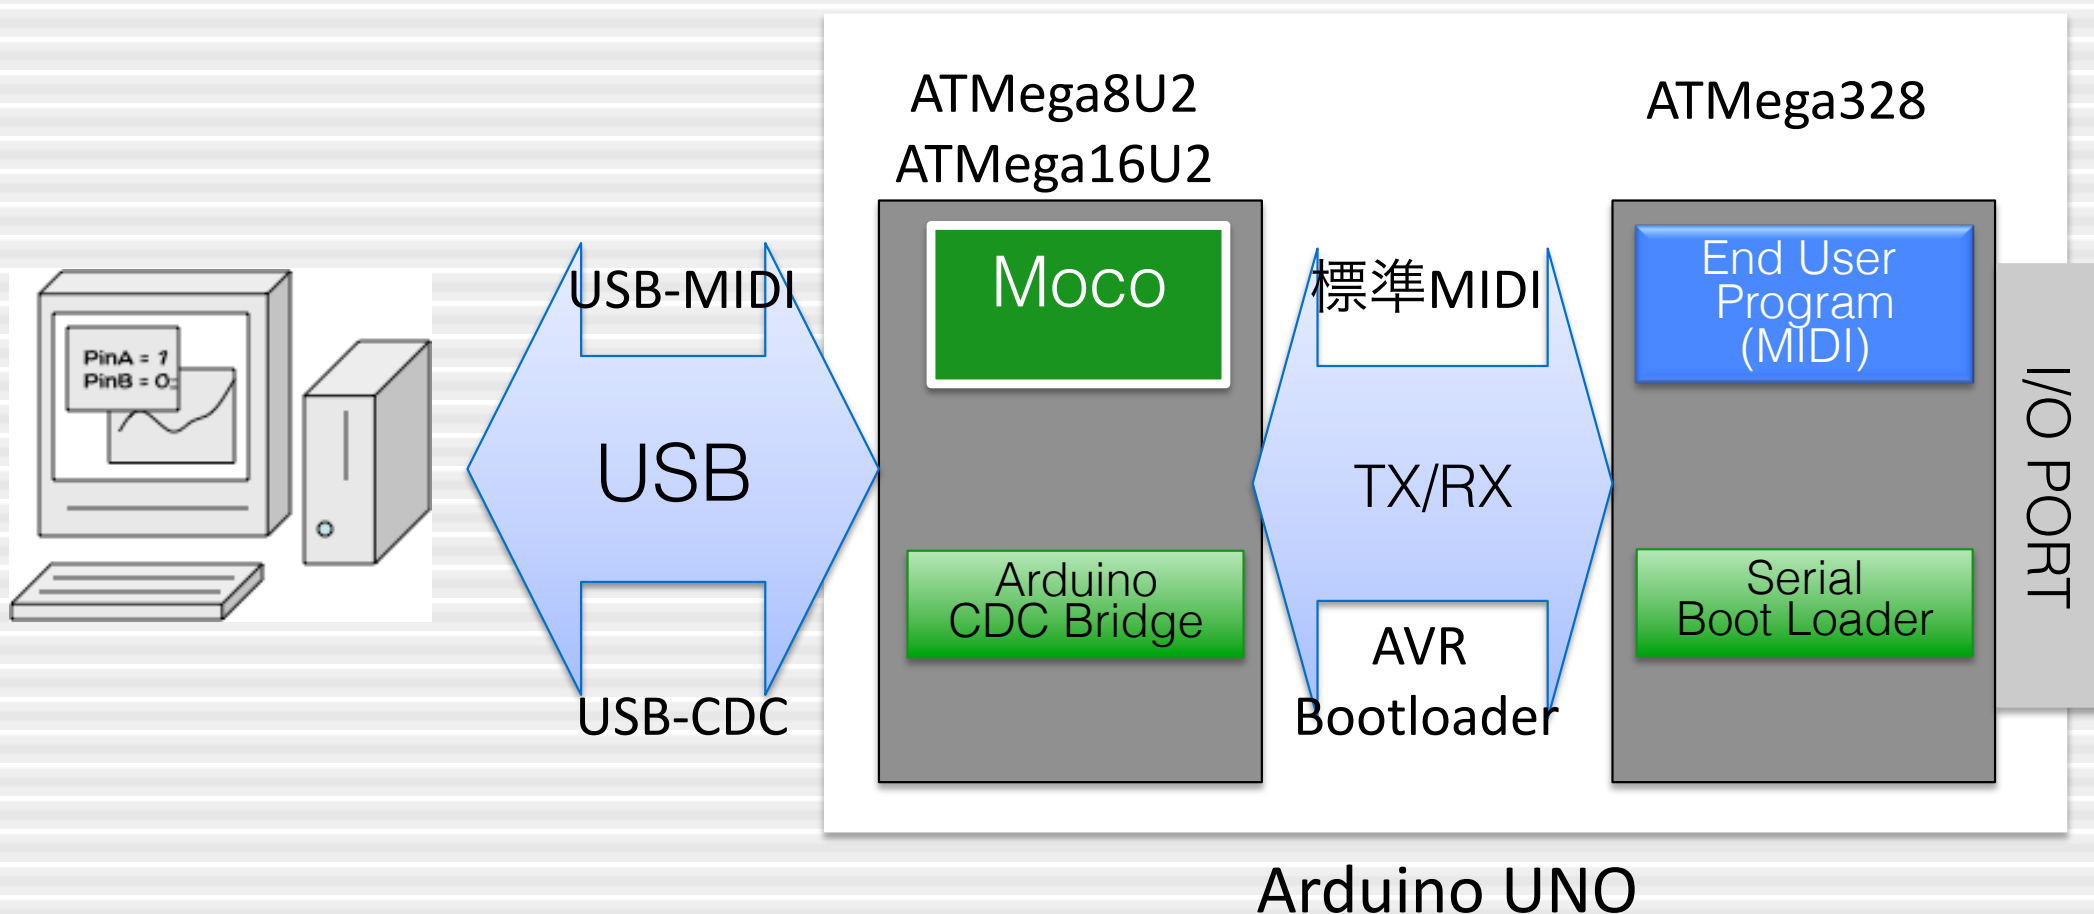 ATMega8U2
ATMega16U2
ATMega328
PinA = 1
PinB = 0
USB-MIDI
USB
USB-CDC
Moco
Arduino
CDC Bridge
標準MIDI
TX/RX
AVR
Bootloader
End User
Program
(MIDI)
Serial
Boot Loader
I/O PORT
Arduino UNO